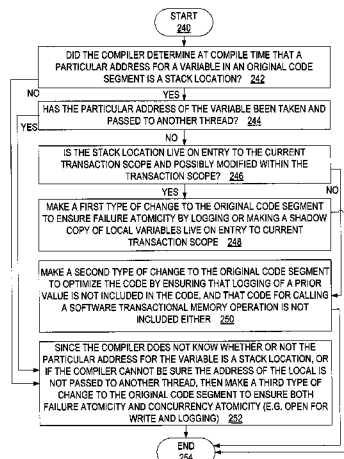 START
240
DID THE COMPILER DETERMINE AT COMPILE TIME THAT A
PARTICULAR ADDRESS FOR A VARIABLE IN AN ORIGINAL CODE
SEGMENT IS A STACK LOCATION? 242
NO
YES
HAS THE PARTICULAR ADDRESS OF THE VARIABLE BEEN TAKEN AND
PASSED TO ANOTHER THREAD? 244
YES
NO
IS THE STACK LOCATION LIVE ON ENTRY TO THE CURRENT
TRANSACTION SCOPE AND POSSIBLY MODIFIED WITHIN THE
TRANSACTION SCOPE? 246
YES
NO
MAKE A FIRST TYPE OF CHANGE TO THE ORIGINAL CODE SEGMENT
TO ENSURE FAILURE ATOMICITY BY LOGGING OR MAKING A SHADOW
COPY OF LOCAL VARIABLES LIVE ON ENTRY TO CURRENT
TRANSACTION SCOPE 248
MAKE A SECOND TYPE OF CHANGE TO THE ORIGINAL CODE SEGMENT
TO OPTIMIZE THE CODE BY ENSURING THAT LOGGING OF A PRIOR
VALUE IS NOT INCLUDED IN THE CODE, AND THAT CODE FOR CALLING
A SOFTWARE TRANSACTIONAL MEMORY OPERATION IS NOT
INCLUDED EITHER 250
SINCE THE COMPILER DOES NOT KNOW WHETHER OR NOT THE
PARTICULAR ADDRESS FOR THE VARIABLE IS A STACK LOCATION, OR
IF THE COMPILER CANNOT BE SURE THE ADDRESS OF THE LOCAL IS
NOT PASSED TO ANOTHER THREAD, THEN MAKE A THIRD TYPE OF
CHANGE TO THE ORIGINAL CODE SEGMENT TO ENSURE BOTH
FAILURE ATOMICITY AND CONCURRENCY ATOMICITY (E.G. OPEN FOR
WRITE AND LOGGING) 252
END
254